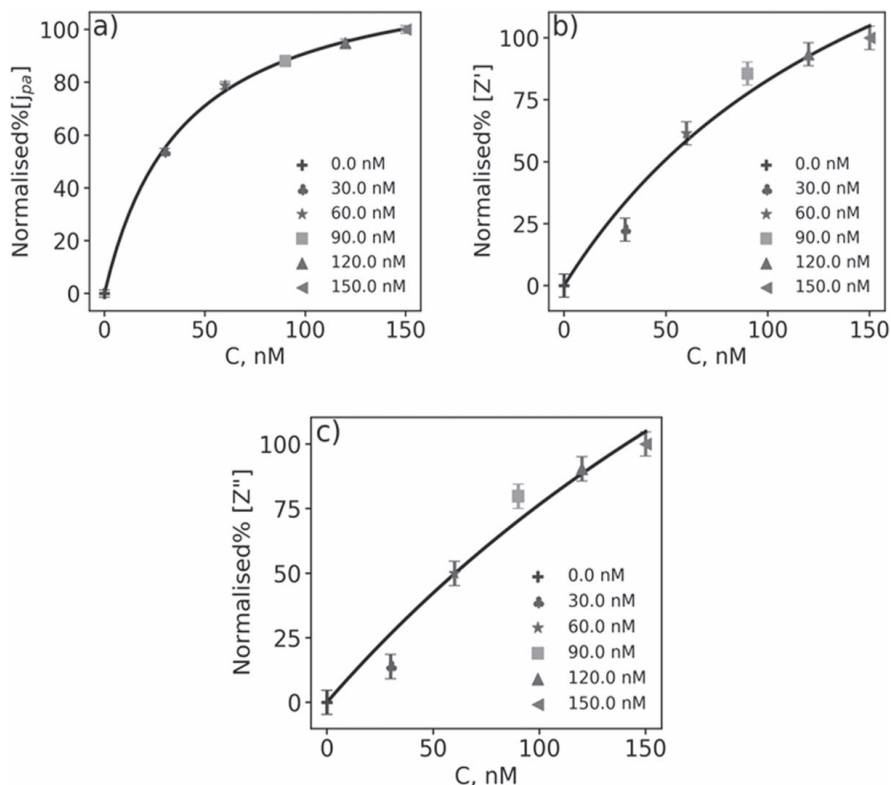 a)
Normalised%[jpa]
100
80
60
40
20
0
0.0 nM
30.0 nM
60.0 nM
90.0 nM
120.0 nM
150.0 nM
0 50 100 150
C, nM
b)
Normalised% [Z']
100
75
50
25
0
0.0 nM
30.0 nM
60.0 nM
90.0 nM
120.0 nM
150.0 nM
0 50 100 150
C, nM
c)
Normalised% [Z"]
100
75
50
25
0
0.0 nM
30.0 nM
60.0 nM
90.0 nM
120.0 nM
150.0 nM
0 50 100 150
C, nM